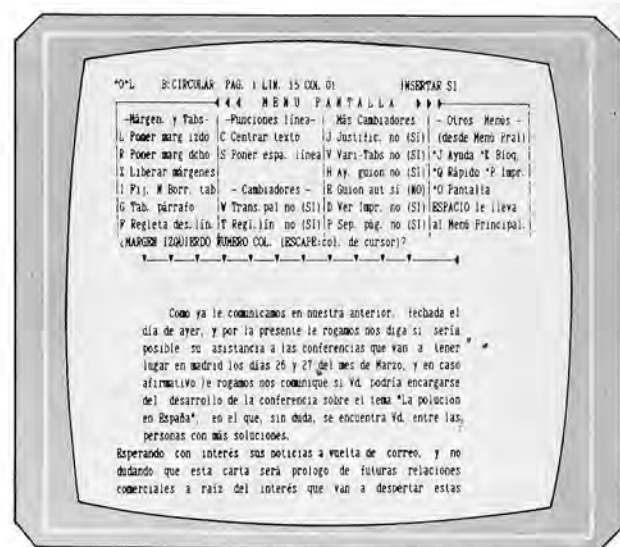 ^O^L B:CIRCULAR PAG. 1 LIN. 15 COL. 01 INSERTAR SI
◄◄◄ M E N U P A N T A L L A ►►►
-Márgen. y Tabs- -Funciones línea- Más Cambiadores - Otros Menús -
L Poner marg izdo C Centrar texto J Justific. no (SI) (desde Menú Pral)
R Poner marg dcho S Poner espa. línea V Vari-Tabs no (SI) ^J Ayuda ^K Bloq.
X Liberar márgenes H Ay. guion no (SI) ^Q Rápido ^P Impr.
I Fij. N Borr. tab - Cambiadores - E Guion aut si (NO) ^O Pantalla
G Tab. párrafo W Trans.pal no (SI) D Ver Impr. no (SI) ESPACIO le lleva
F Regleta des.lín. T Regl.lín no (SI) P Sep. pág. no (SI) al Menú Principal.
¿MARGEN IZQUIERDO NUMERO COL. (ESCAPE:col. de cursor)?
Como ya le comunicamos en nuestra anterior, fechada el
día de ayer, y por la presente le rogamos nos diga si sería
posible su asistancia a las conferencias que van a tener
lugar en madrid los días 26 y 27 del mes de Marzo, y en caso
afirmativo le rogamos nos comunique si Vd. podría encargarse
del desarrollo de la conferencia sobre el tema "La polucion
en España", en el que, sin duda, se encuentra Vd. entre las
personas con más soluciones.
Esperando con interés sus noticias a vuelta de correo, y no
dudando que esta carta será prologo de futuras relaciones
comerciales a raíz del interés que van a despertar estas